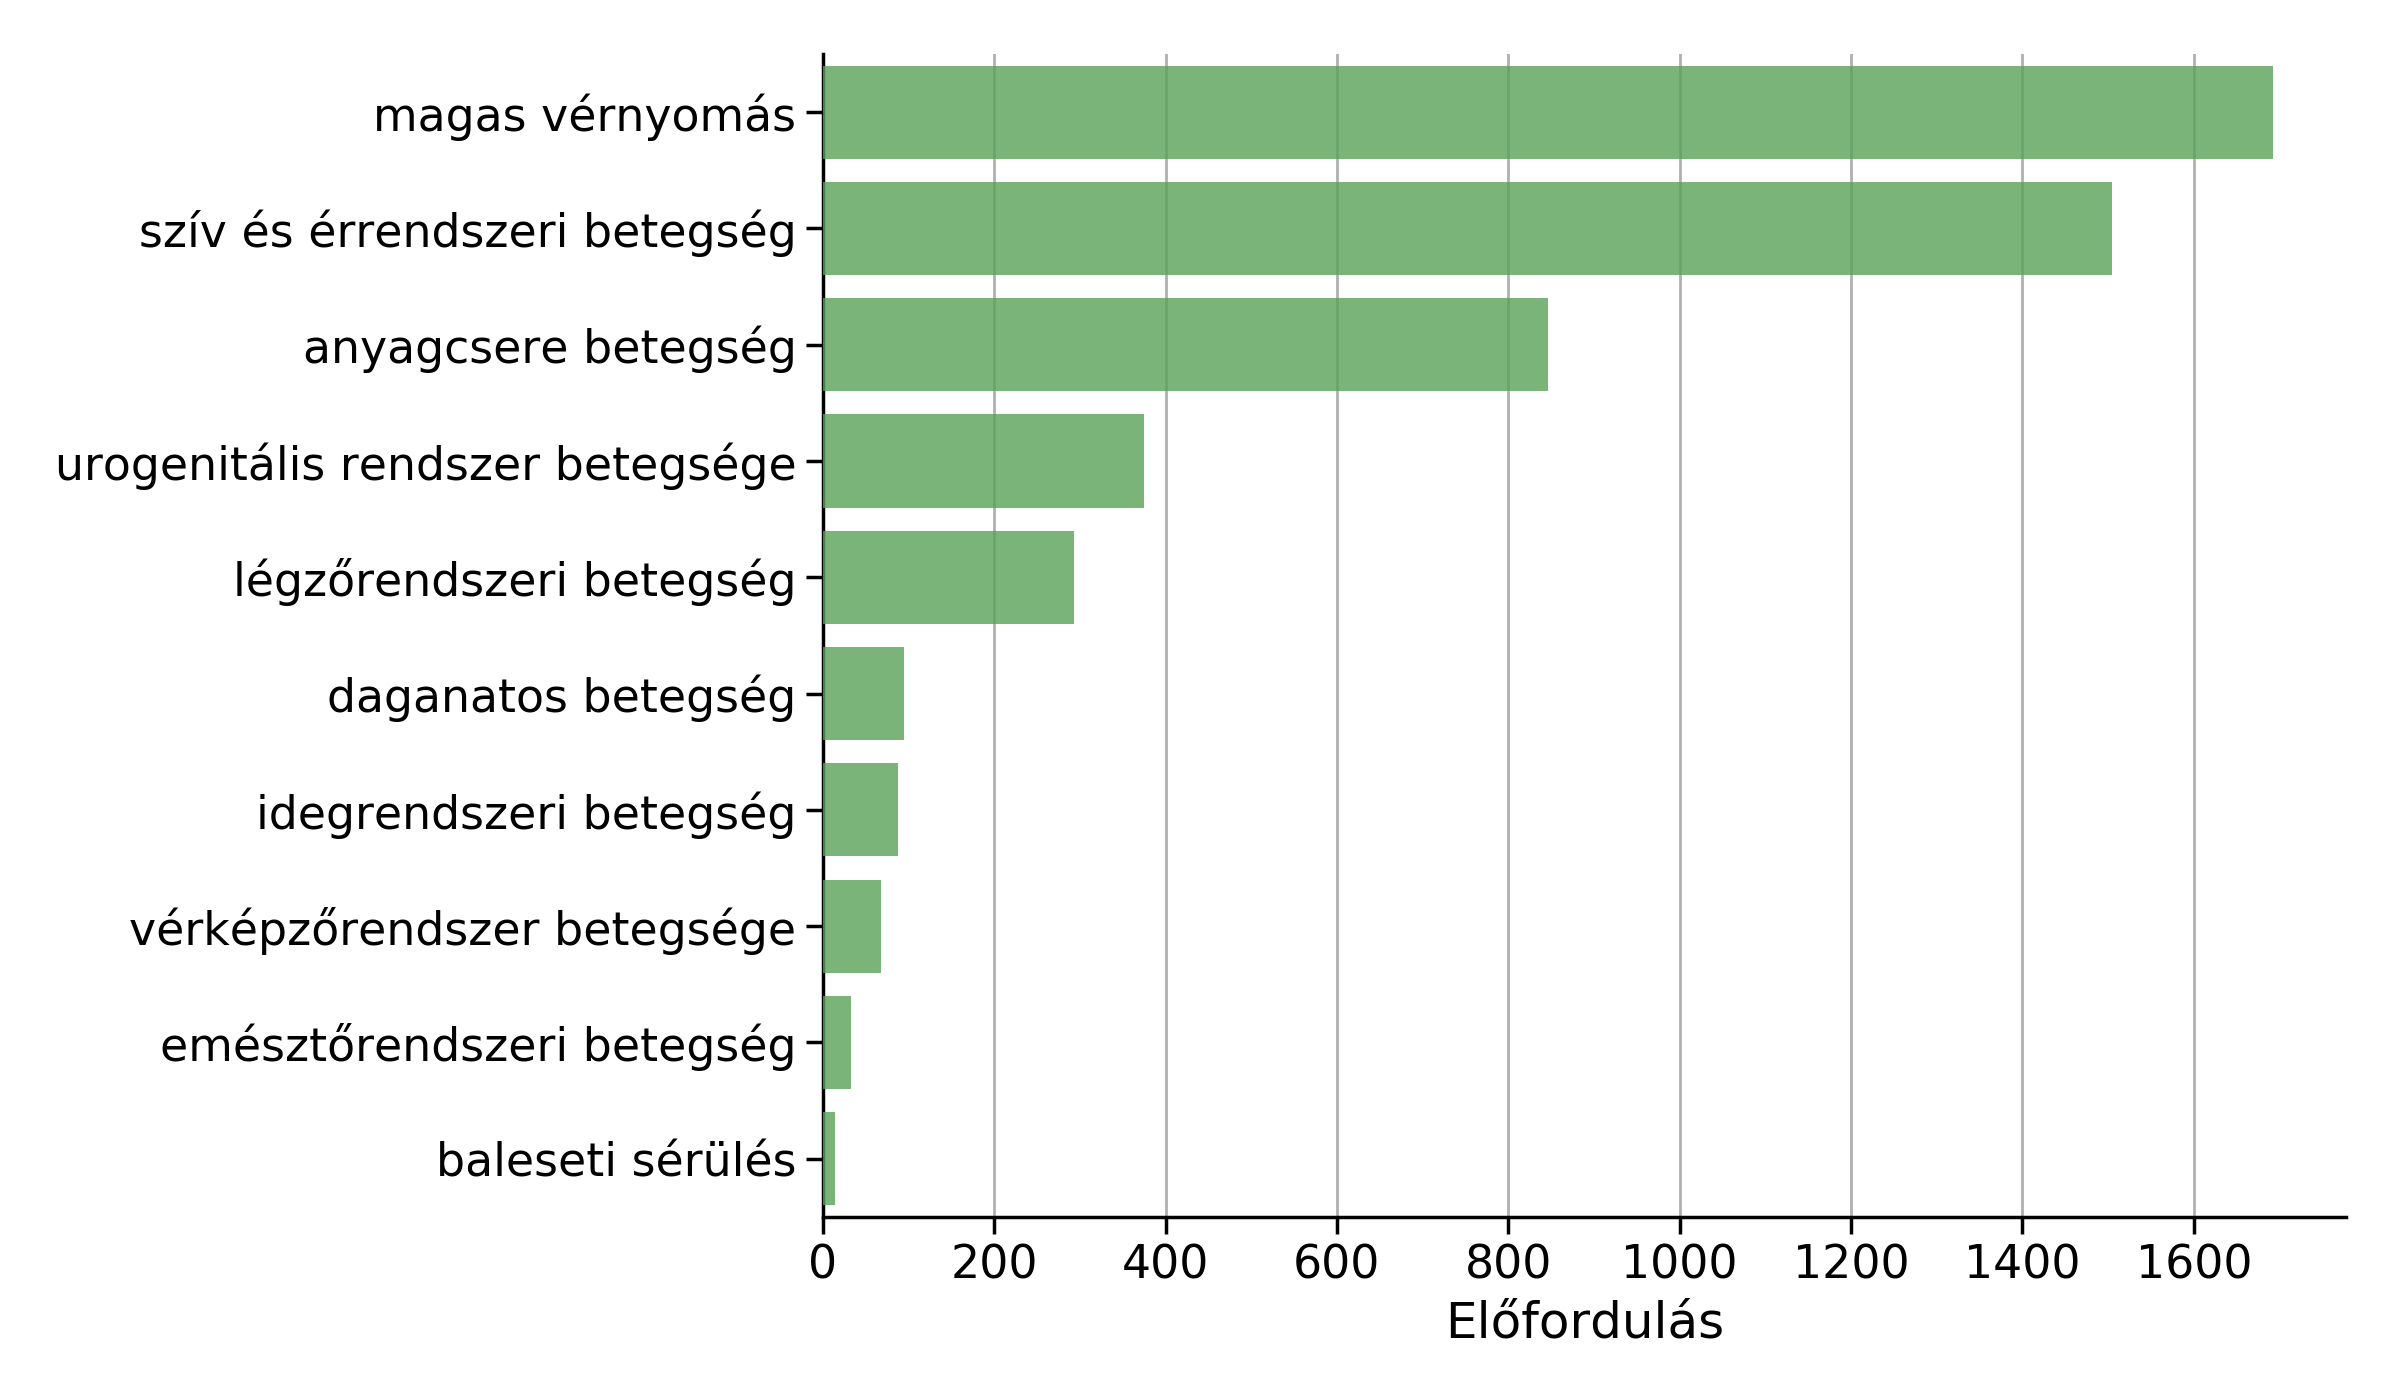 magas vérnyomás
szív és érrendszeri betegség
anyagcsere betegség
urogenitális rendszer betegsége
légzőrendszeri betegség
daganatos betegség
idegrendszeri betegség
vérképzőrendszer betegsége
emésztőrendszeri betegség
baleseti sérülés
0 200 400 600 800 1000 1200 1400 1600
Előfordulás